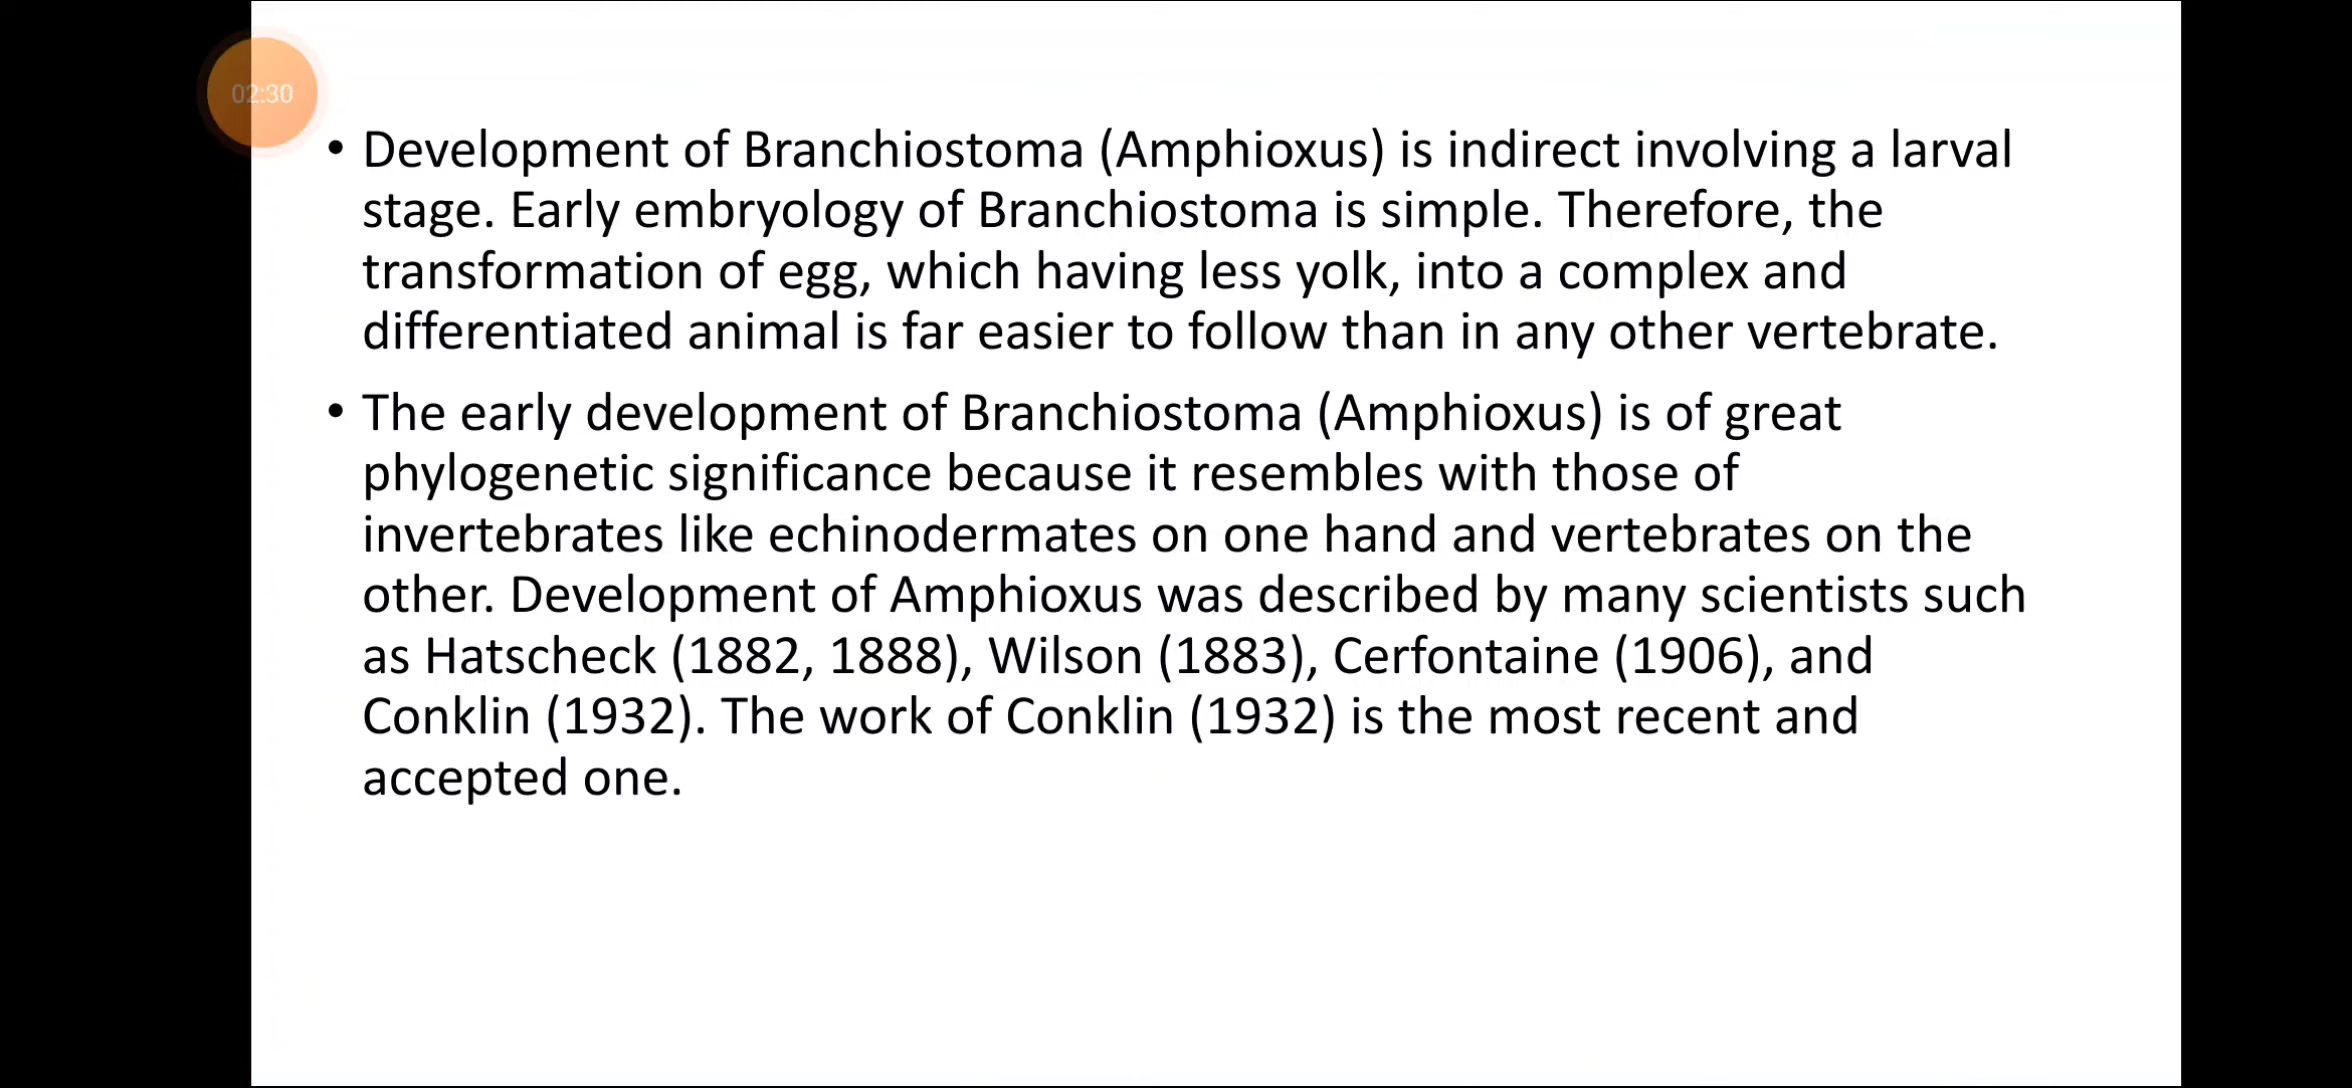 02:30
• Development of Branchiostoma (Amphioxus) is indirect involving a larval
stage. Early embryology of Branchiostoma is simple. Therefore, the
transformation of egg, which having less yolk, into a complex and
differentiated animal is far easier to follow than in any other vertebrate.
• The early development of Branchiostoma (Amphioxus) is of great
phylogenetic significance because it resembles with those of
invertebrates like echinodermates on one hand and vertebrates on the
other. Development of Amphioxus was described by many scientists such
as Hatscheck (1882, 1888), Wilson (1883), Cerfontaine (1906), and
Conklin (1932). The work of Conklin (1932) is the most recent and
accepted one.